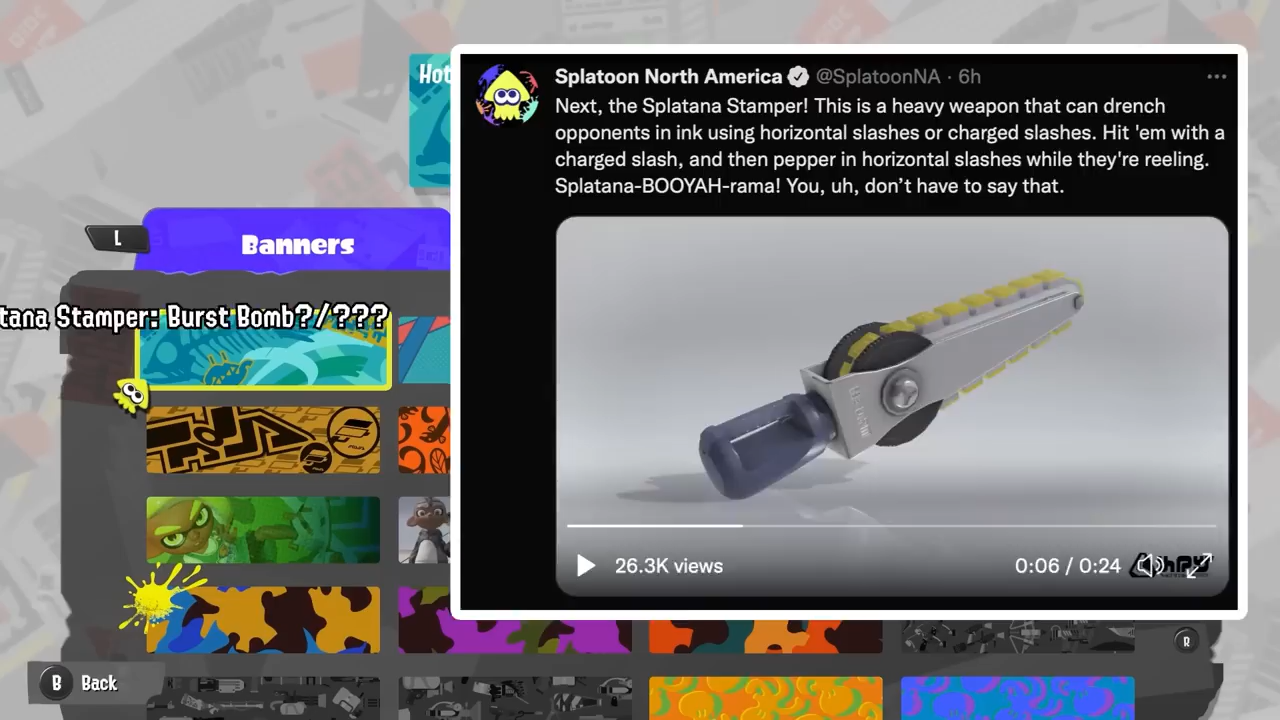 Hot
Splatoon North America @SplatoonNA · 6h
Next, the Splatana Stamper! This is a heavy weapon that can drench
opponents in ink using horizontal slashes or charged slashes. Hit 'em with a
charged slash, and then pepper in horizontal slashes while they're reeling.
Splatana-BOOYAH-rama! You, uh, don’t have to say that.
L
Banners
tana Stamper: Burst Bomb?/???
26.3K views
0:06 / 0:24
R
B Back